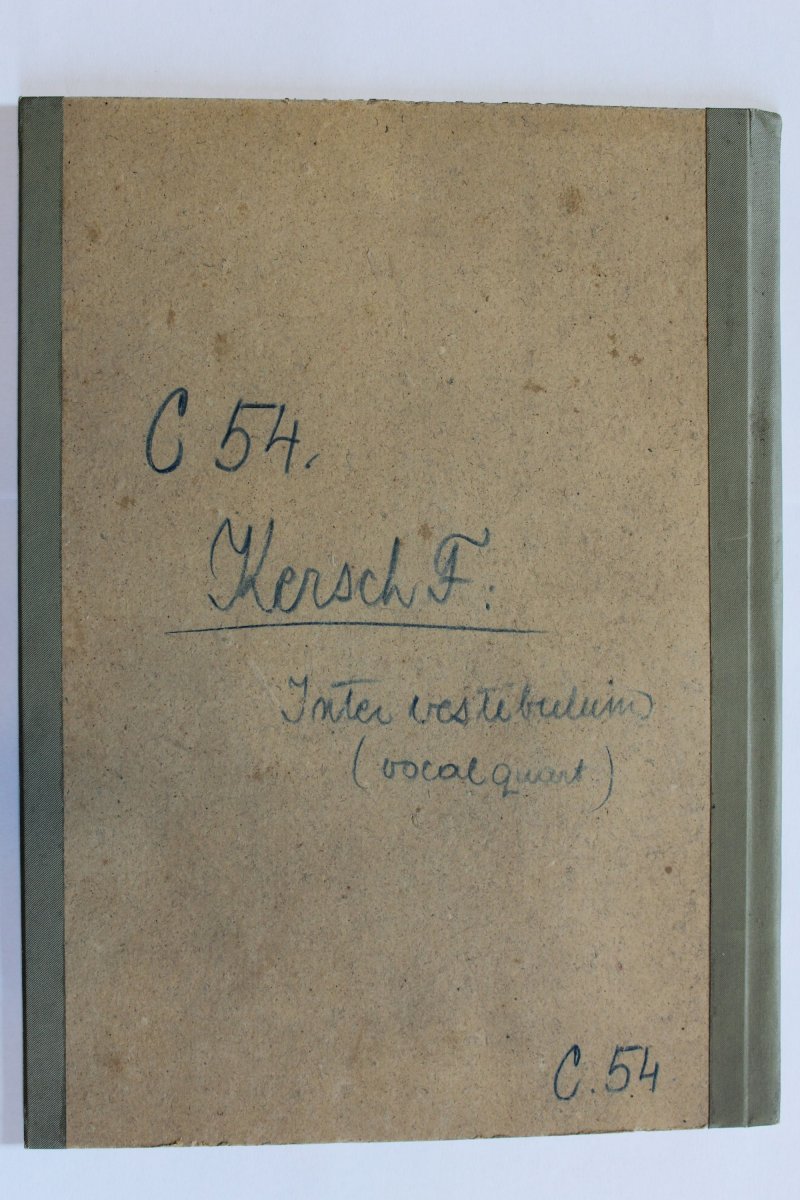 C 54.
Kersch F.
Inter vestibulum
(vocalquart)
C. 54